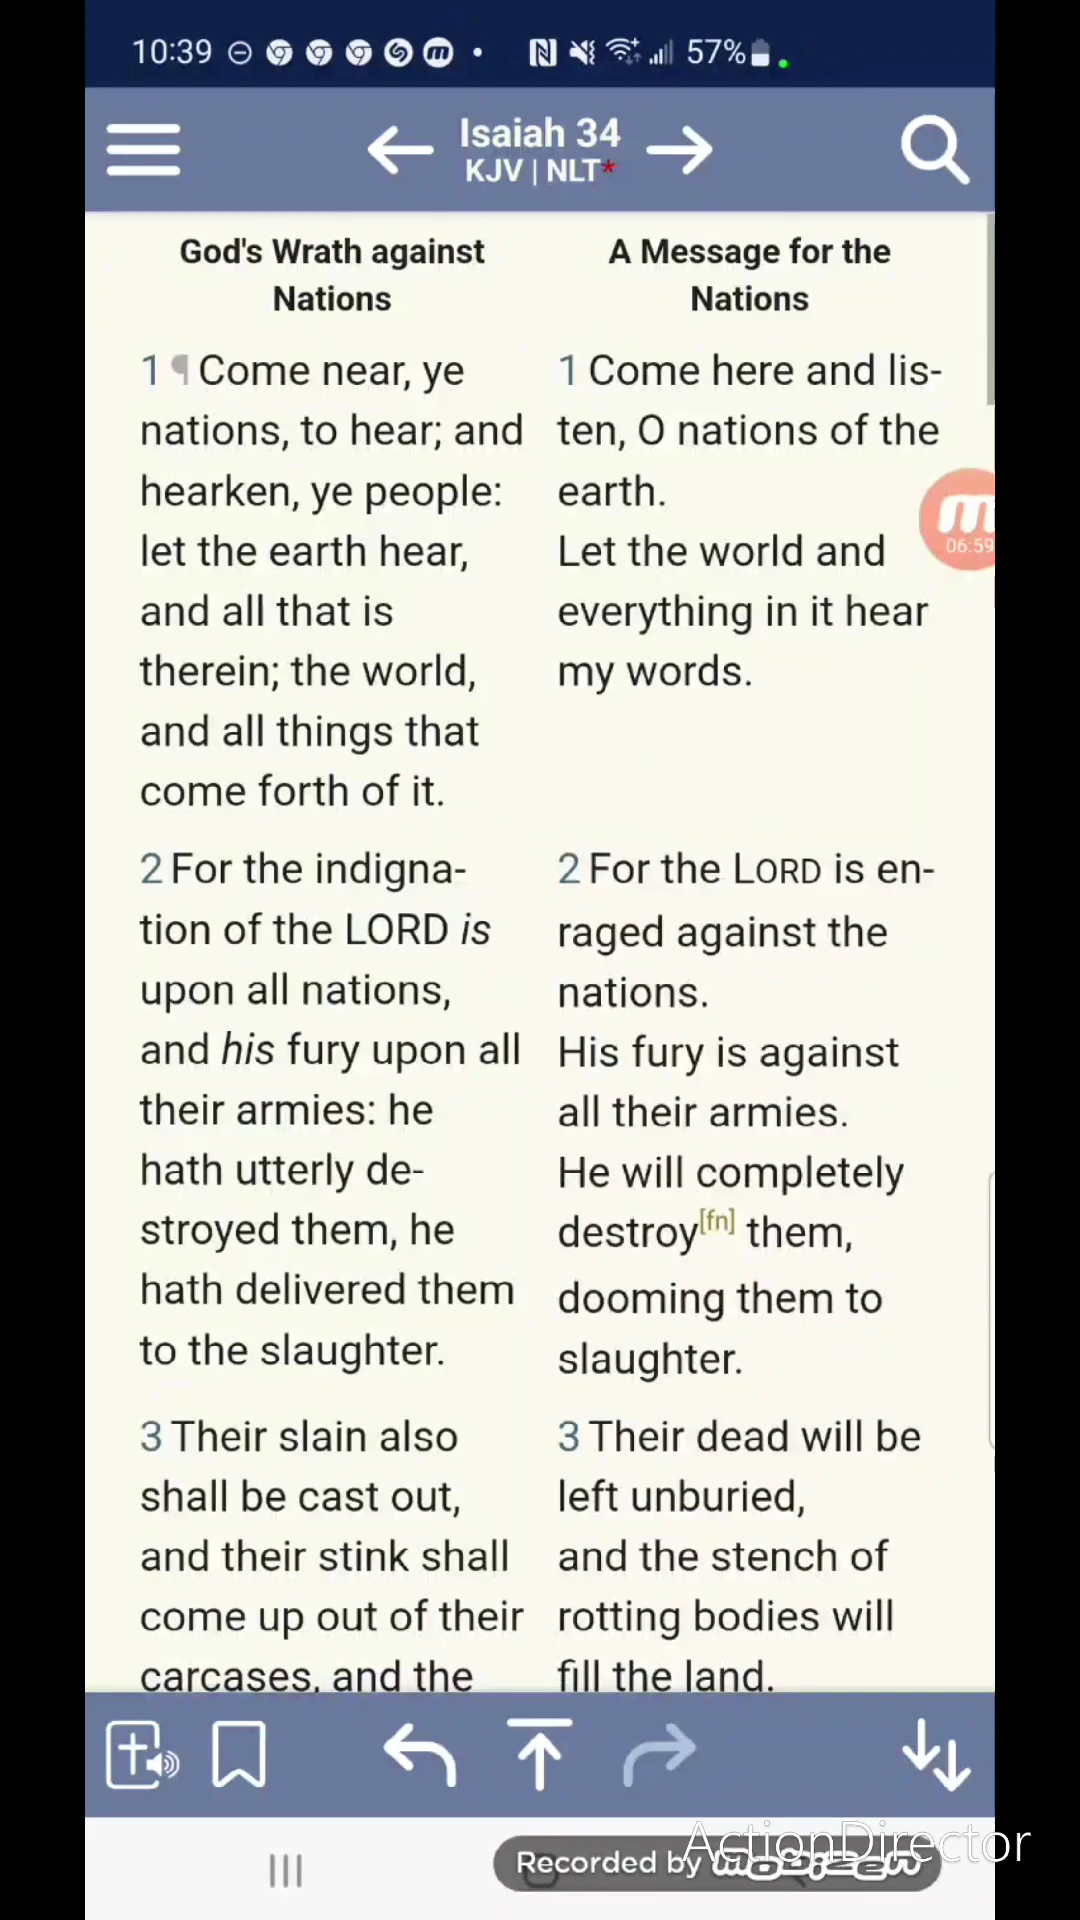 10:39
57%
Isaiah 34
KJV | NLT*
God's Wrath against
Nations
1 ¶ Come near, ye
nations, to hear; and
hearken, ye people:
let the earth hear,
and all that is
therein; the world,
and all things that
come forth of it.
2 For the indigna-
tion of the LORD is
upon all nations,
and his fury upon all
their armies: he
hath utterly de-
stroyed them, he
hath delivered them
to the slaughter.
3 Their slain also
shall be cast out,
and their stink shall
come up out of their
carcases, and the
A Message for the
Nations
1 Come here and lis-
ten, O nations of the
earth.
Let the world and
everything in it hear
my words.
2 For the LORD is en-
raged against the
nations.
His fury is against
all their armies.
He will completely
destroy[fn] them,
dooming them to
slaughter.
3 Their dead will be
left unburied,
and the stench of
rotting bodies will
fill the land.
m
06:59
ActionDirector
Recorded by mobizen